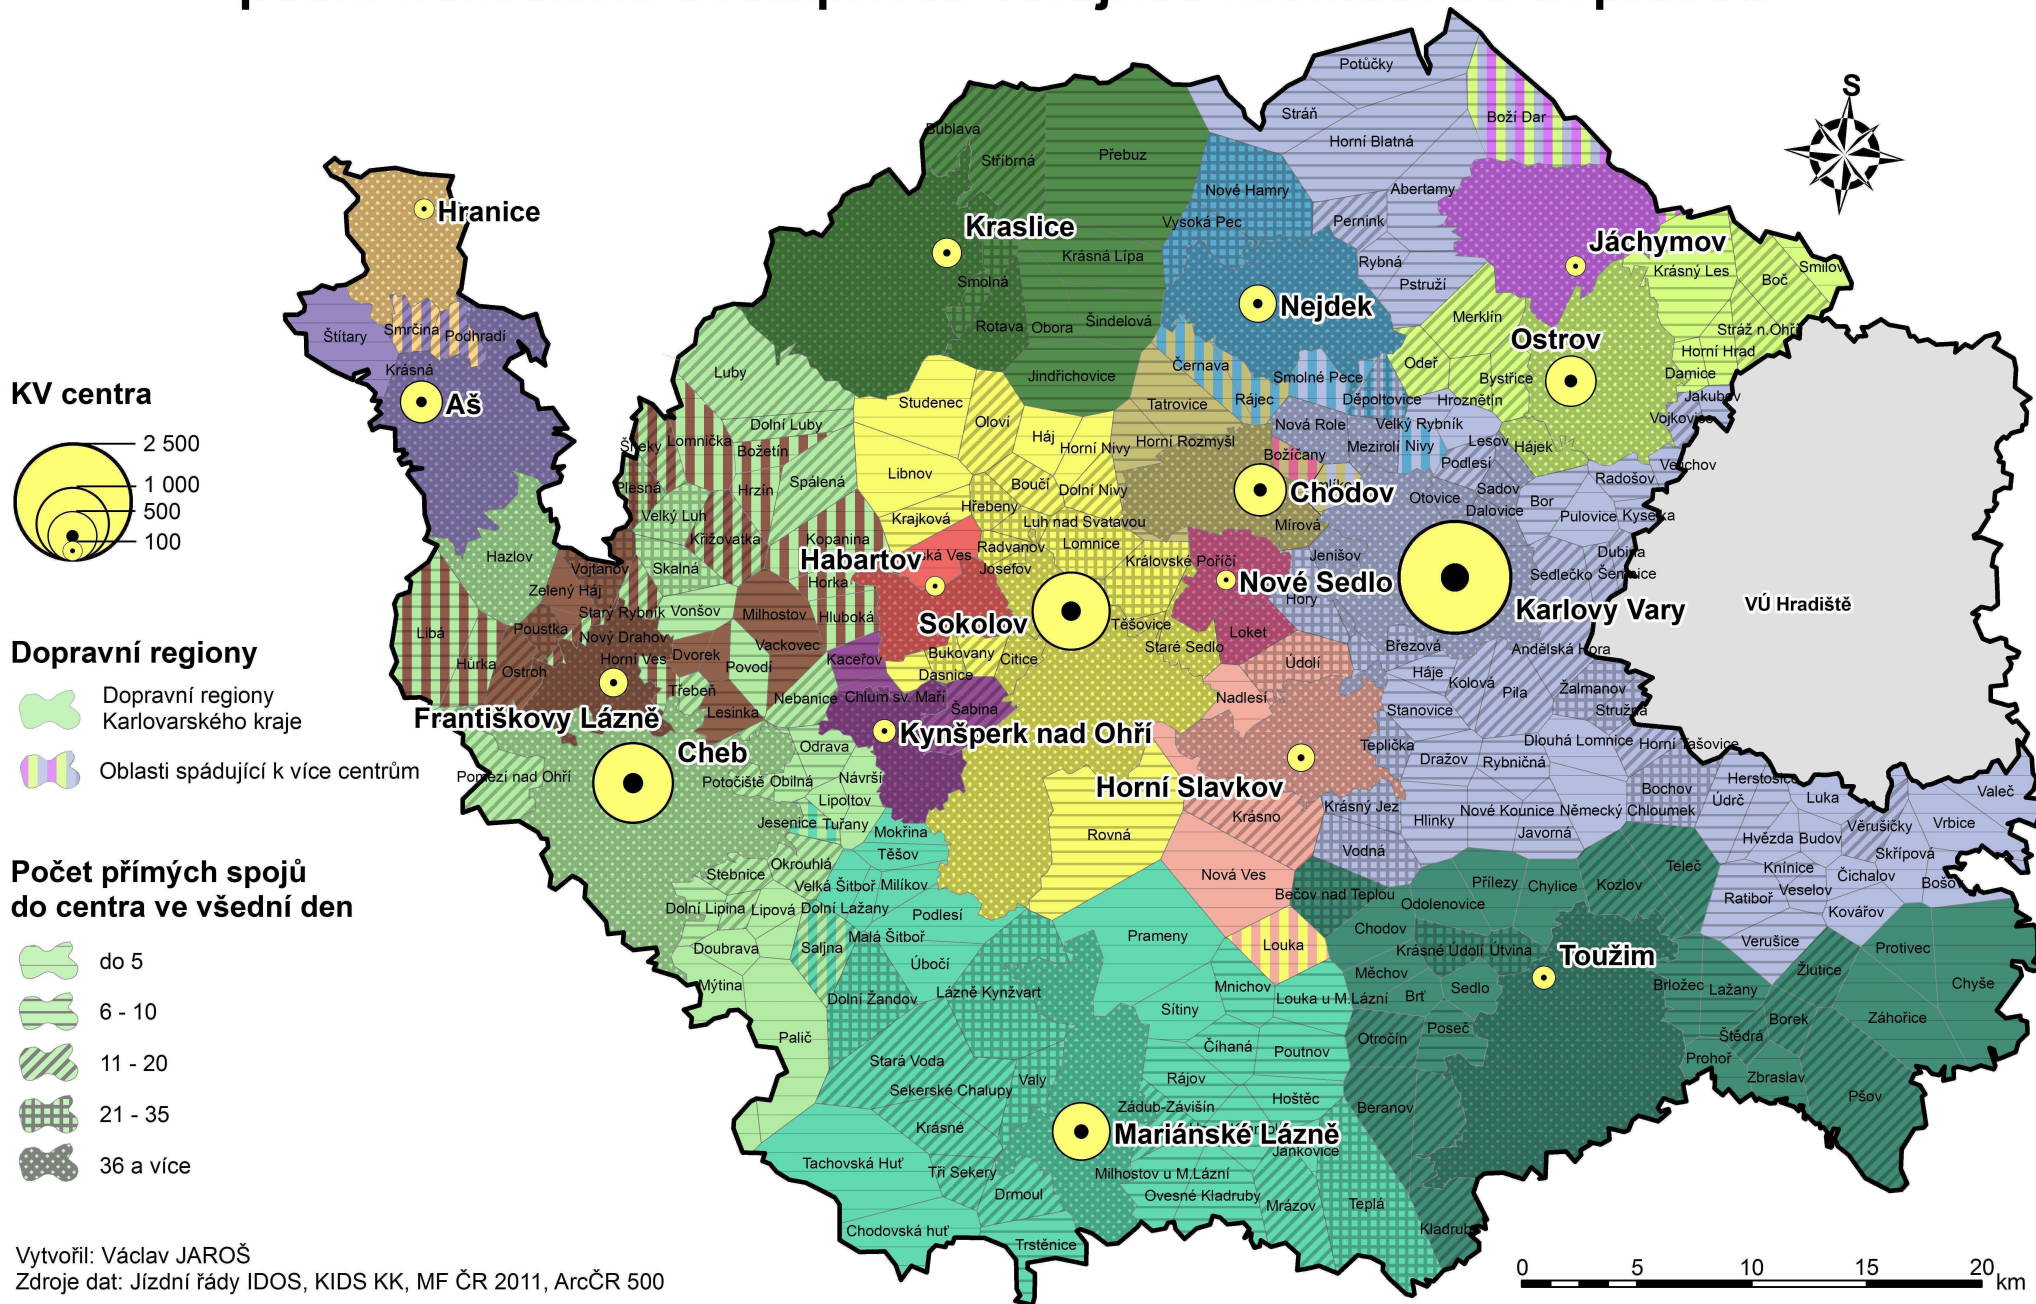 KV centra
2 500
1 000
500
100
Dopravní regiony
Dopravní regiony
Karlovarského kraje
Oblasti spádující k více centrům
Počet přímých spojů
do centra ve všední den
do 5
6 - 10
11 - 20
21 - 35
36 a více
Vytvořil: Václav JAROŠ
Zdroje dat: Jízdní řády IDOS, KIDS KK, MF ČR 2011, ArcČR 500
S
0 5 10 15 20 km
VÚ Hradiště
Hranice
Štítary
Smrčina
Podhradí
Krásná
Aš
Hazlov
Libá
Hůrka
Vojtanov
Zelený Háj
Starý Rybník
Poustka
Nový Drahov
Ostroh
Horní Ves
Františkovy Lázně
Dvorek
Třebeň
Lesinka
Povodí
Vackovec
Milhostov
Vonšov
Skalná
Křižovatka
Velký Luh
Plesná
Lomnička
Božetín
Hrzín
Spálená
Dolní Luby
Luby
Kopanina
Horka
Hluboká
Nebanice
Cheb
Pomezí nad Ohří
Potočiště
Obilná
Odrava
Návrší
Lipoltov
Jesenice
Tuřany
Mokřina
Okrouhlá
Stebnice
Těšov
Velká Šitboř
Milíkov
Dolní Lipina
Lipová
Dolní Lažany
Podlesí
Doubrava
Saljna
Malá Šitboř
Úbočí
Mýtina
Palič
Dolní Žandov
Lázně Kynžvart
Stará Voda
Sekerské Chalupy
Valy
Krásné
Tachovská Huť
Tři Sekery
Drmoul
Chodovská huť
Trstěnice
Bublava
Stříbrná
Přebuz
Kraslice
Krásná Lípa
Smolná
Rotava
Obora
Šindelová
Jindřichovice
Studenec
Oloví
Háj
Horní Nivy
Libnov
Boučí
Dolní Nivy
Krajková
Hřebeny
Luh nad Svatavou
Radvanov
Lomnice
Josefov
Královské Poříčí
Habartov
Sokolov
Těšovice
Staré Sedlo
Bukovany
Citice
Dasnice
Kaceřov
Chlum sv. Maří
Šabina
Kynšperk nad Ohří
Rovná
Nové Sedlo
Loket
Údolí
Nadlesí
Horní Slavkov
Krásno
Nová Ves
Louka
Prameny
Sítiny
Mnichov
Louka u M.Lázní
Číhaná
Poutnov
Rájov
Hoštěc
Zádub-Závišín
Mariánské Lázně
Jankovice
Milhostov u M.Lázní
Ovesné Kladruby
Mrázov
Teplá
Potůčky
Stráň
Horní Blatná
Boží Dar
Nové Hamry
Vysoká Pec
Abertamy
Pernink
Rybná
Pstruží
Nejdek
Jáchymov
Krásný Les
Boč
Smilov
Merklín
Ostrov
Stráž n.Ohří
Horní Hrad
Damice
Jakubov
Vojkovice
Odeř
Bystřice
Hroznětín
Hájek
Černava
Smolné Pece
Rájec
Děpoltovice
Tatrovice
Horní Rozmyšl
Nová Role
Velký Rybník
Mezirolí
Nivy
Lesov
Podlesí
Božičany
Chodov
Mírová
Otovice
Sadov
Dalovice
Bor
Radošov
Pulovice
Kyselka
Dubina
Sedlečko
Šemnice
Jenišov
Hory
Karlovy Vary
Březová
Andělská Hora
Háje
Kolová
Pila
Žalmanov
Stružná
Stanovice
Teplička
Dražov
Rybničná
Dlouhá Lomnice
Horní Tašovice
Bochov
Herstošice
Údrč
Luka
Valeč
Krásný Jez
Hlinky
Nové Kounice
Německý Chloumek
Javorná
Vodná
Hvězda
Budov
Věrušičky
Vrbice
Skřípová
Knínice
Čichalov
Veselov
Ratiboř
Bošov
Kovářov
Verušice
Bečov nad Teplou
Přílezy
Chylice
Kozlov
Teleč
Odolenovice
Chodov
Krásné Údolí
Útvina
Toužim
Měchov
Brť
Sedlo
Otročín
Poseč
Beranov
Kladruby
Brložec
Lažany
Žlutice
Protivec
Chyše
Borek
Záhořice
Štědrá
Prohoř
Zbraslav
Pšov